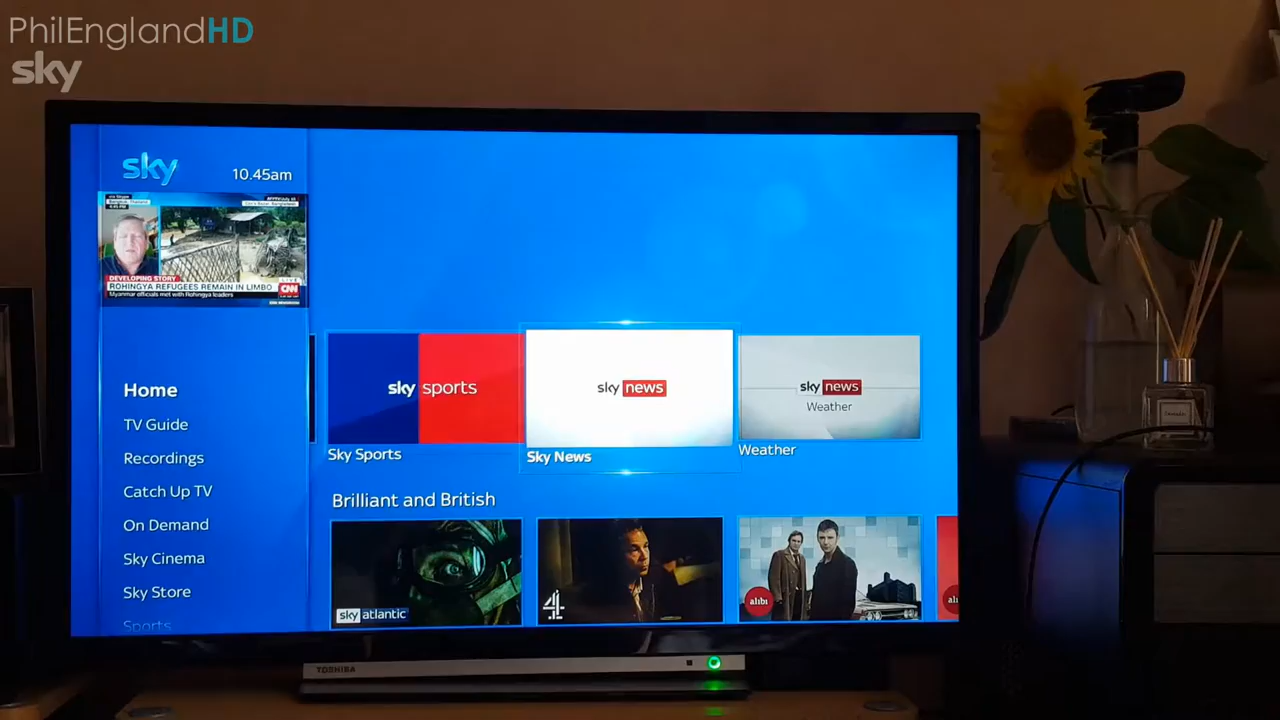 PhilEnglandHD
sky
sky
10.45am
DEVELOPING STORY
ROHINGYA REFUGEES REMAIN IN LIMBO
Myanmar officials met with Rohingya leaders
CNN
Home
TV Guide
Recordings
Catch Up TV
On Demand
Sky Cinema
Sky Store
Sports
sky sports
Sky Sports
sky news
Sky News
sky news
Weather
Weather
Brilliant and British
sky atlantic
4
alibi
ali
TOSHIBA